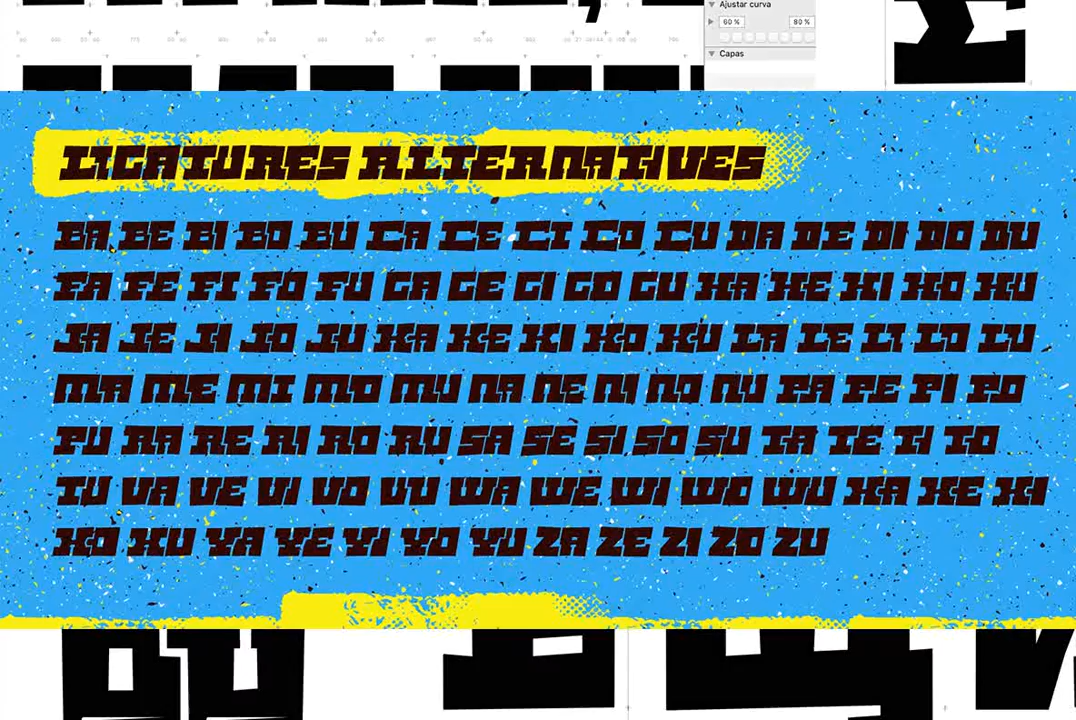 Ajustar curva
60 %
80 %
Capas
LIGATURES ALTERNATIVES
BA BE BI BO BU CA CE CI CO CU DA DE DI DO DU
FA FE FI FO FU GA GE GI GO GU HA HE HI HO HU
JA JE JI JO JU KA KE KI KO KU LA LE LI LO LU
MA ME MI MO MU NA NE NI NO NU PA PE PI PO
PU RA RE RI RO RU SA SE SI SO SU TA TE TI TO
TU VA VE VI VO VU WA WE WI WO WU XA XE XI
XO XU YA YE YI YO YU ZA ZE ZI ZO ZU